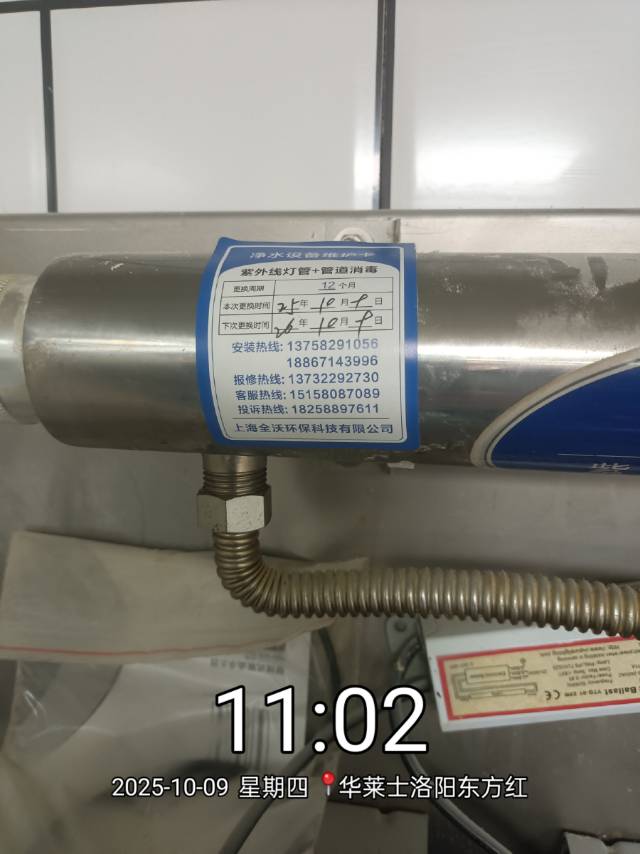 净水设备维护卡
紫外线灯管+管道消毒
更换周期 12个月
本次更换时间 25年10月9日
下次更换时间 26年10月9日
安装热线: 13758291056
18867143996
报修热线: 13732292730
客服热线: 15158087089
投诉热线: 18258897611
上海全沃环保科技有限公司
紫
Ballast
11:02
2025-10-09 星期四 华莱士洛阳东方红